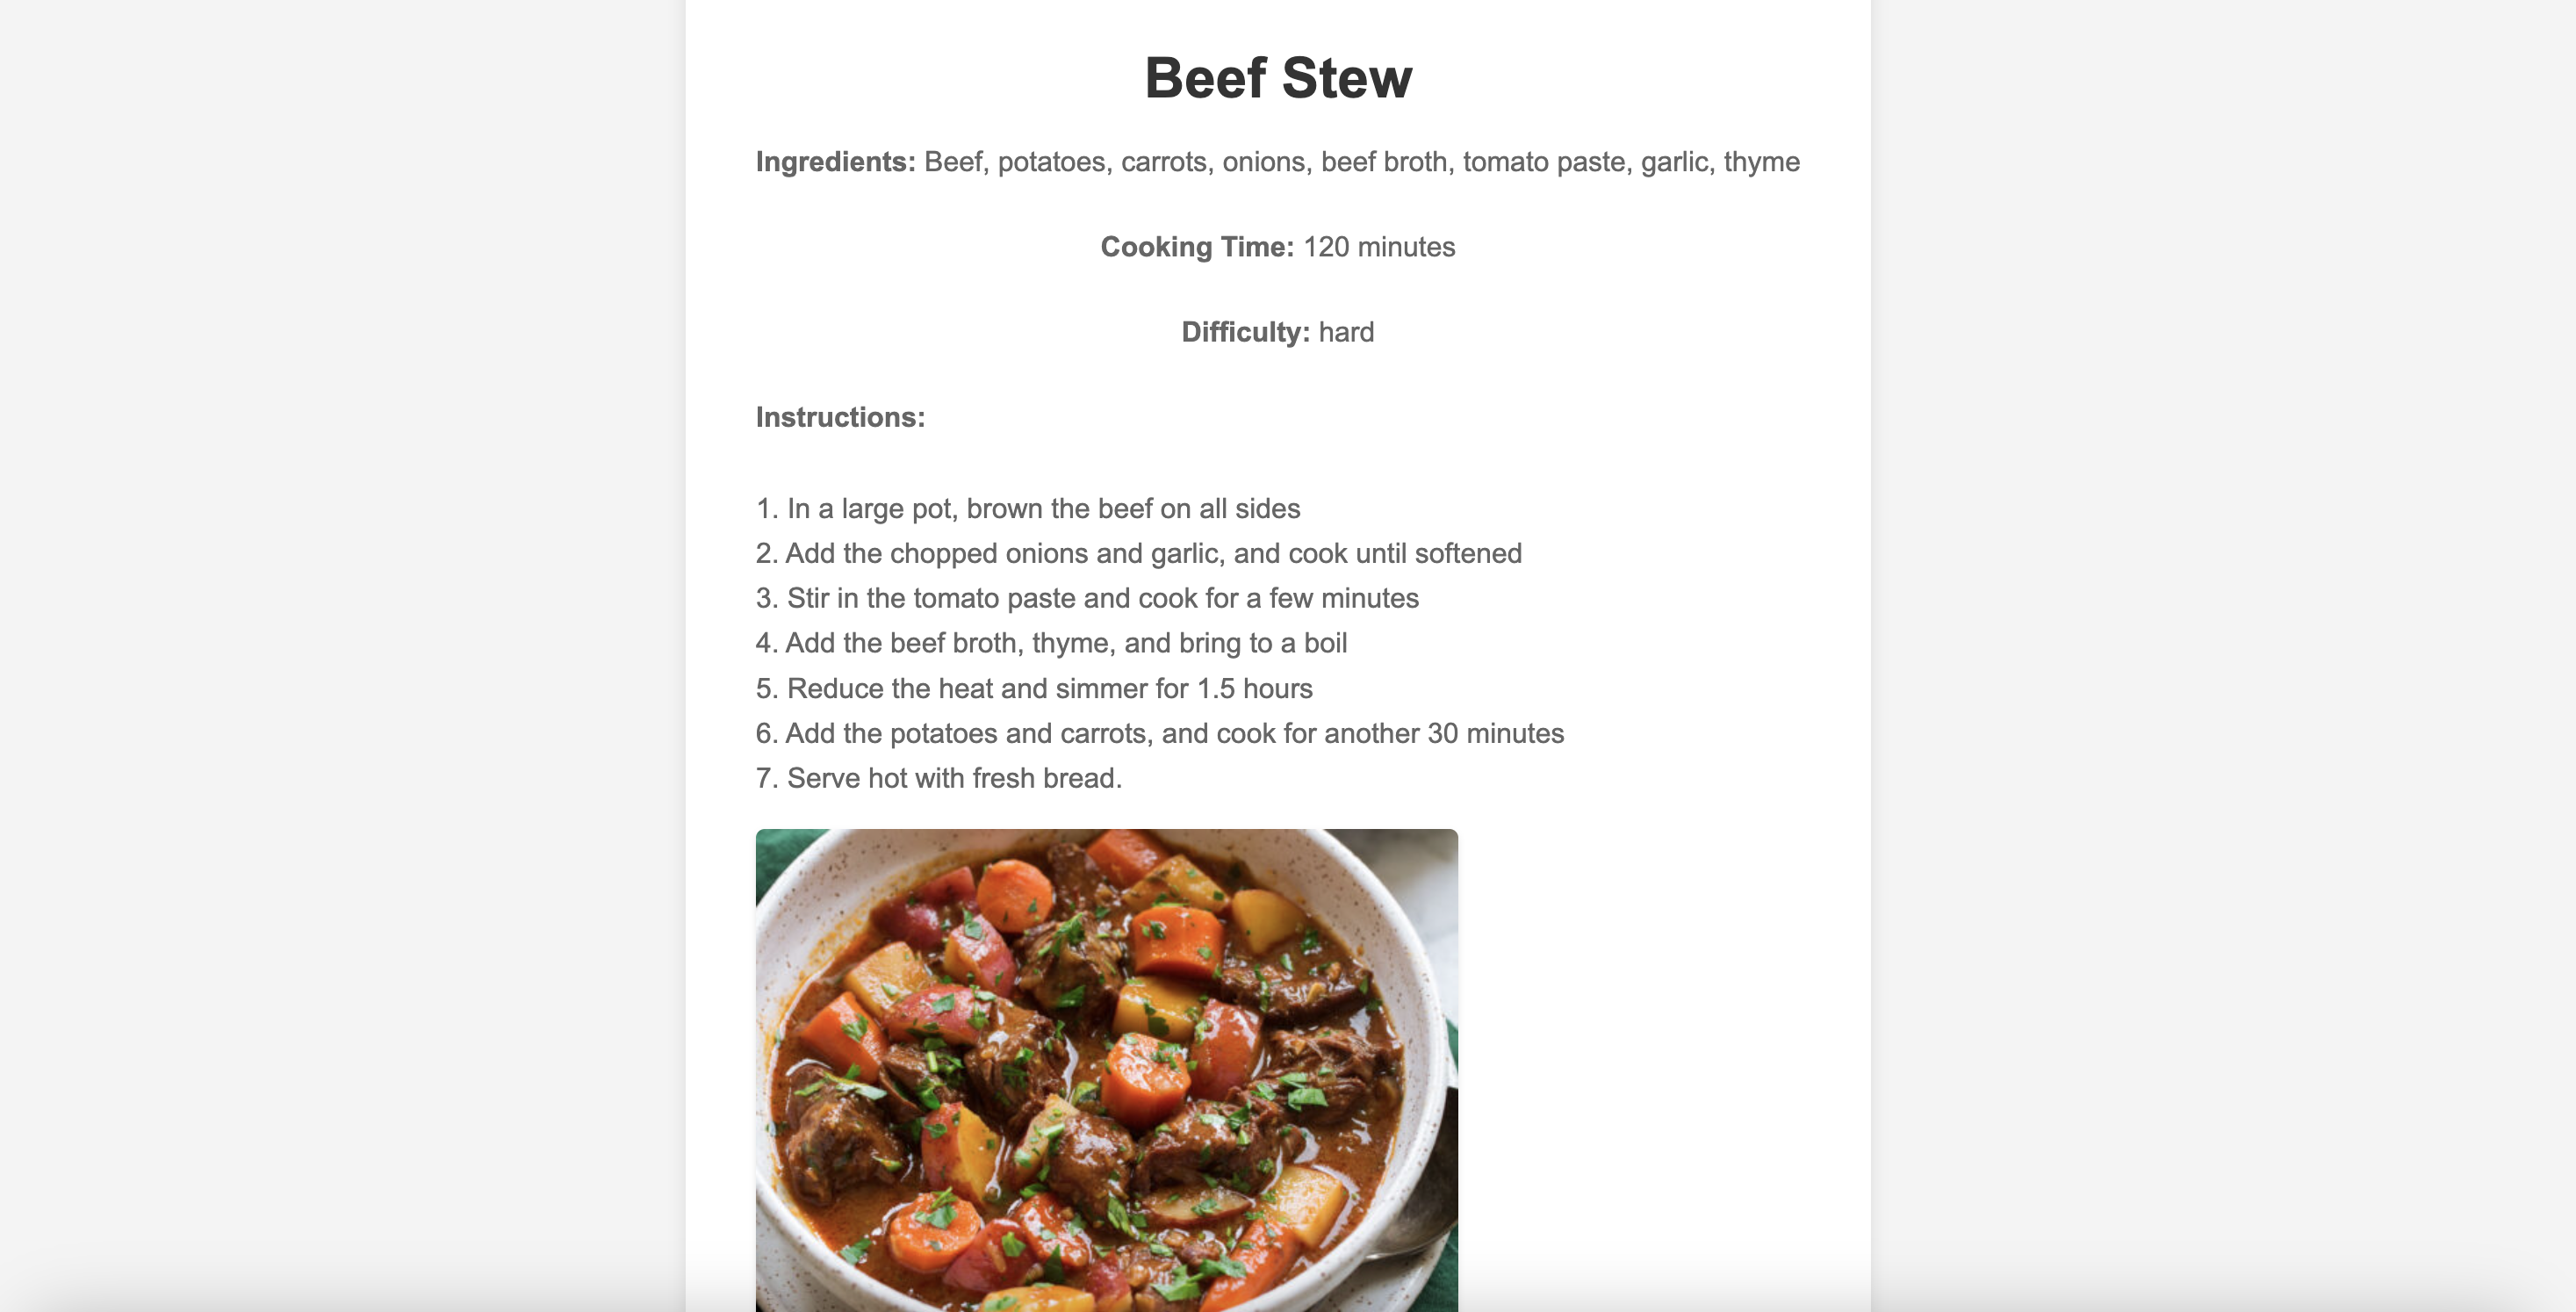 Beef Stew
Ingredients: Beef, potatoes, carrots, onions, beef broth, tomato paste, garlic, thyme
Cooking Time: 120 minutes
Difficulty: hard
Instructions:
1. In a large pot, brown the beef on all sides
2. Add the chopped onions and garlic, and cook until softened
3. Stir in the tomato paste and cook for a few minutes
4. Add the beef broth, thyme, and bring to a boil
5. Reduce the heat and simmer for 1.5 hours
6. Add the potatoes and carrots, and cook for another 30 minutes
7. Serve hot with fresh bread.